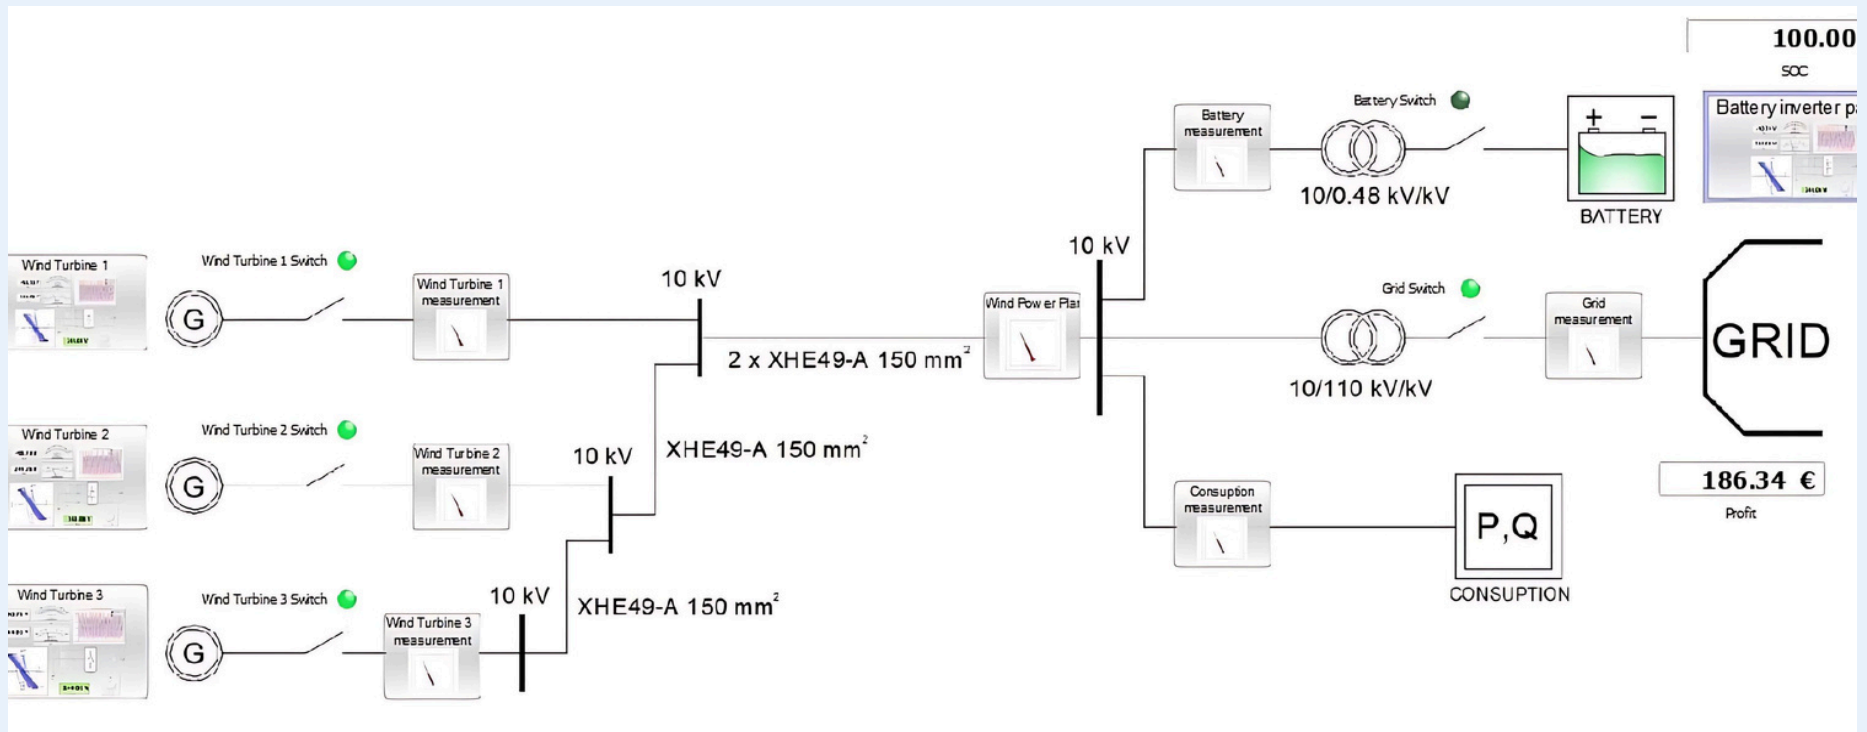 100.00
SOC
Battery Switch
Battery
measurement
Battery inverter pa
+ -
10/0.48 kV/kV
BATTERY
10 kV
Wind Turbine 1
Wind Turbine 1 Switch
G
Wind Turbine 1
measurement
10 kV
2 x XHE49-A 150 mm²
Wind Power Plan
Grid Switch
10/110 kV/kV
Grid
measurement
GRID
Wind Turbine 2
Wind Turbine 2 Switch
G
Wind Turbine 2
measurement
10 kV
XHE49-A 150 mm²
186.34 €
Profit
Consuption
measurement
P,Q
CONSUPTION
Wind Turbine 3
Wind Turbine 3 Switch
G
Wind Turbine 3
measurement
10 kV
XHE49-A 150 mm²